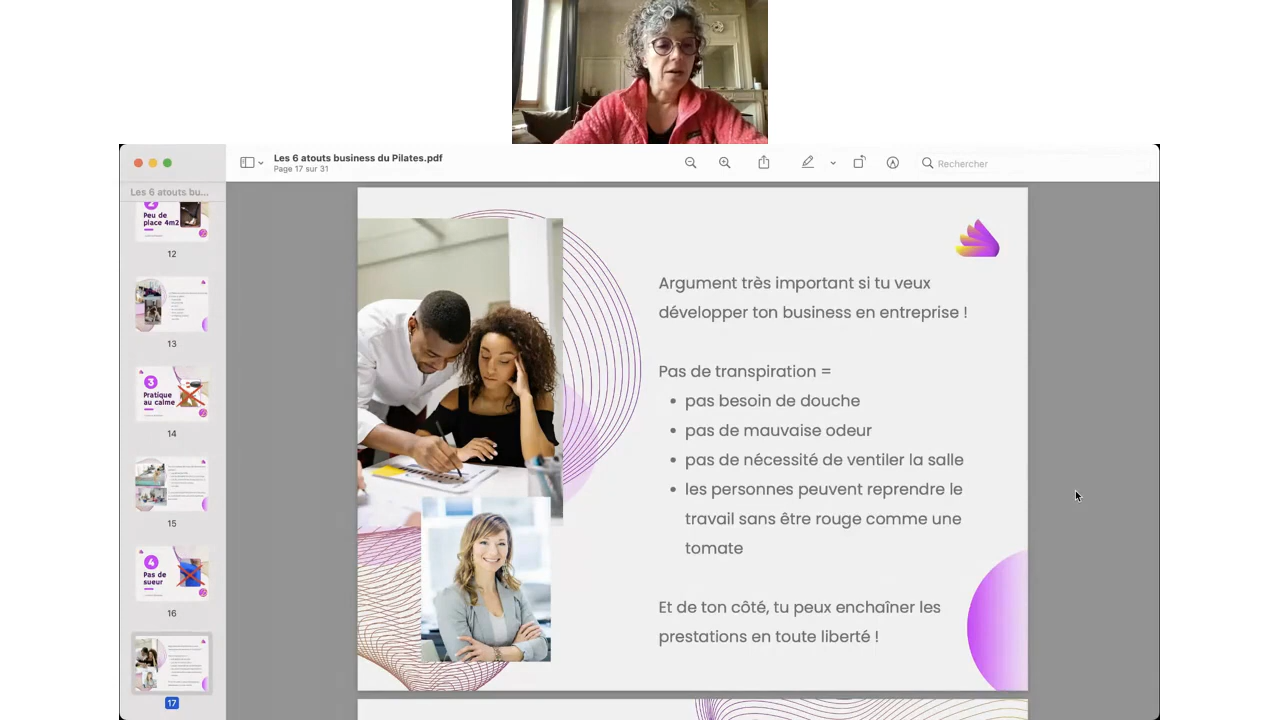 Les 6 atouts business du Pilates.pdf
Page 17 sur 31
Rechercher
Les 6 atouts bu...
2
Peu de
place 4m2
12
13
3
Pratique
au calme
14
15
4
Pas de
sueur
16
17
Argument très important si tu veux
développer ton business en entreprise !
Pas de transpiration =
• pas besoin de douche
• pas de mauvaise odeur
• pas de nécessité de ventiler la salle
• les personnes peuvent reprendre le
travail sans être rouge comme une
tomate
Et de ton côté, tu peux enchaîner les
prestations en toute liberté !